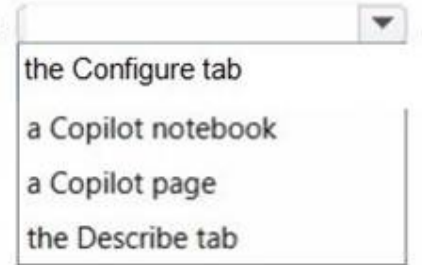 the Configure tab
a Copilot notebook
a Copilot page
the Describe tab